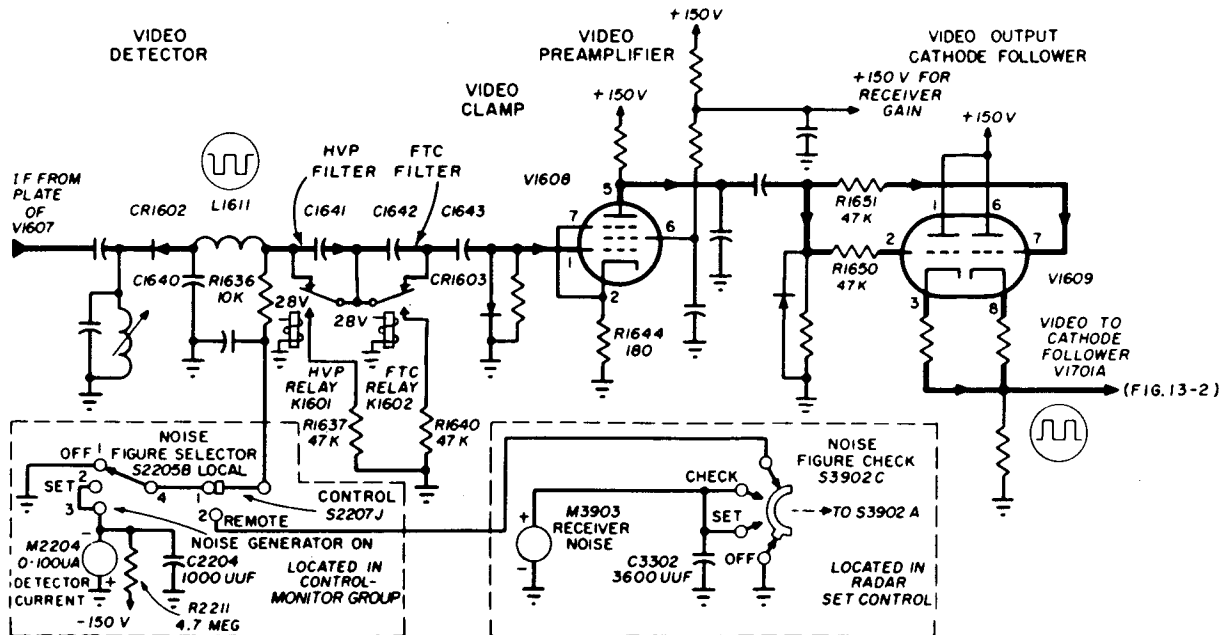 VIDEO
DETECTOR
VIDEO
CLAMP
VIDEO
PREAMPLIFIER
+150V
+150V
VIDEO OUTPUT
CATHODE FOLLOWER
+150 V FOR
RECEIVER
GAIN
+150V
HVP
FILTER
FTC
FILTER
V1608
IF FROM
PLATE
OF
V1607
CR1602
L1611
C1641
C1642
C1643
5
7
1
6
2
R1651
47 K
R1650
47 K
1
6
2
7
3
8
V1609
C1640
R1636
10K
28V
28V
CR1603
R1644
180
HVP
RELAY
K1601
FTC
RELAY
K1602
R1637
47 K
R1640
47 K
VIDEO TO
CATHODE
FOLLOWER
V1701A
(FIG. 13-2)
NOISE
FIGURE SELECTOR
S2205B
LOCAL
OFF
1
2
SET
3
4
1
CONTROL
S2207J
2
REMOTE
NOISE GENERATOR ON
-
M2204
0-100UA
DETECTOR
CURRENT
+
C2204
1000 UUF
R2211
4.7 MEG
-150 V
LOCATED IN
CONTROL-
MONITOR GROUP
NOISE
FIGURE CHECK
S3902C
CHECK
SET
OFF
TO S3902 A
+
M3903
RECEIVER
NOISE
-
C3302
3600 UUF
LOCATED IN
RADAR
SET CONTROL